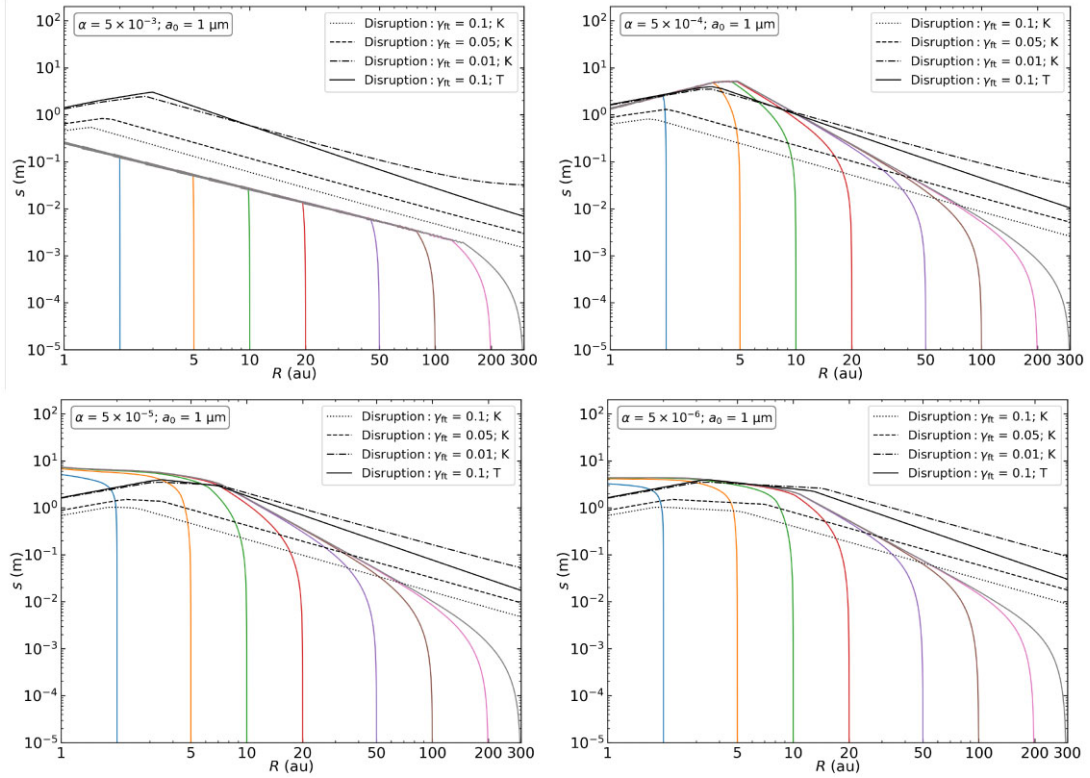 α = 5 × 10⁻³; a₀ = 1 μm
Disruption: γft = 0.1; K
Disruption: γft = 0.05; K
Disruption: γft = 0.01; K
Disruption: γft = 0.1; T
10²
10¹
10⁰
10⁻¹
10⁻²
10⁻³
10⁻⁴
10⁻⁵
s (m)
1 5 10 20 50 100 200 300
R (au)
α = 5 × 10⁻⁴; a₀ = 1 μm
Disruption: γft = 0.1; K
Disruption: γft = 0.05; K
Disruption: γft = 0.01; K
Disruption: γft = 0.1; T
10²
10¹
10⁰
10⁻¹
10⁻²
10⁻³
10⁻⁴
10⁻⁵
s (m)
1 5 10 20 50 100 200 300
R (au)
α = 5 × 10⁻⁵; a₀ = 1 μm
Disruption: γft = 0.1; K
Disruption: γft = 0.05; K
Disruption: γft = 0.01; K
Disruption: γft = 0.1; T
10²
10¹
10⁰
10⁻¹
10⁻²
10⁻³
10⁻⁴
10⁻⁵
s (m)
1 5 10 20 50 100 200 300
R (au)
α = 5 × 10⁻⁶; a₀ = 1 μm
Disruption: γft = 0.1; K
Disruption: γft = 0.05; K
Disruption: γft = 0.01; K
Disruption: γft = 0.1; T
10²
10¹
10⁰
10⁻¹
10⁻²
10⁻³
10⁻⁴
10⁻⁵
s (m)
1 5 10 20 50 100 200 300
R (au)